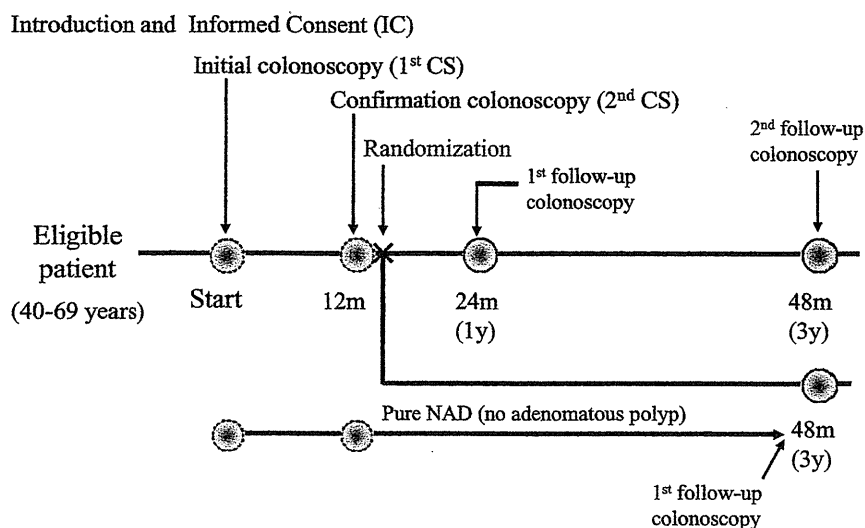 Introduction and Informed Consent (IC)
Initial colonoscopy (1st CS)
Confirmation colonoscopy (2nd CS)
Randomization
1st follow-up
colonoscopy
2nd follow-up
colonoscopy
Eligible
patient
(40-69 years)
Start
12m
24m
(1y)
48m
(3y)
Pure NAD (no adenomatous polyp)
48m
(3y)
1st follow-up
colonoscopy